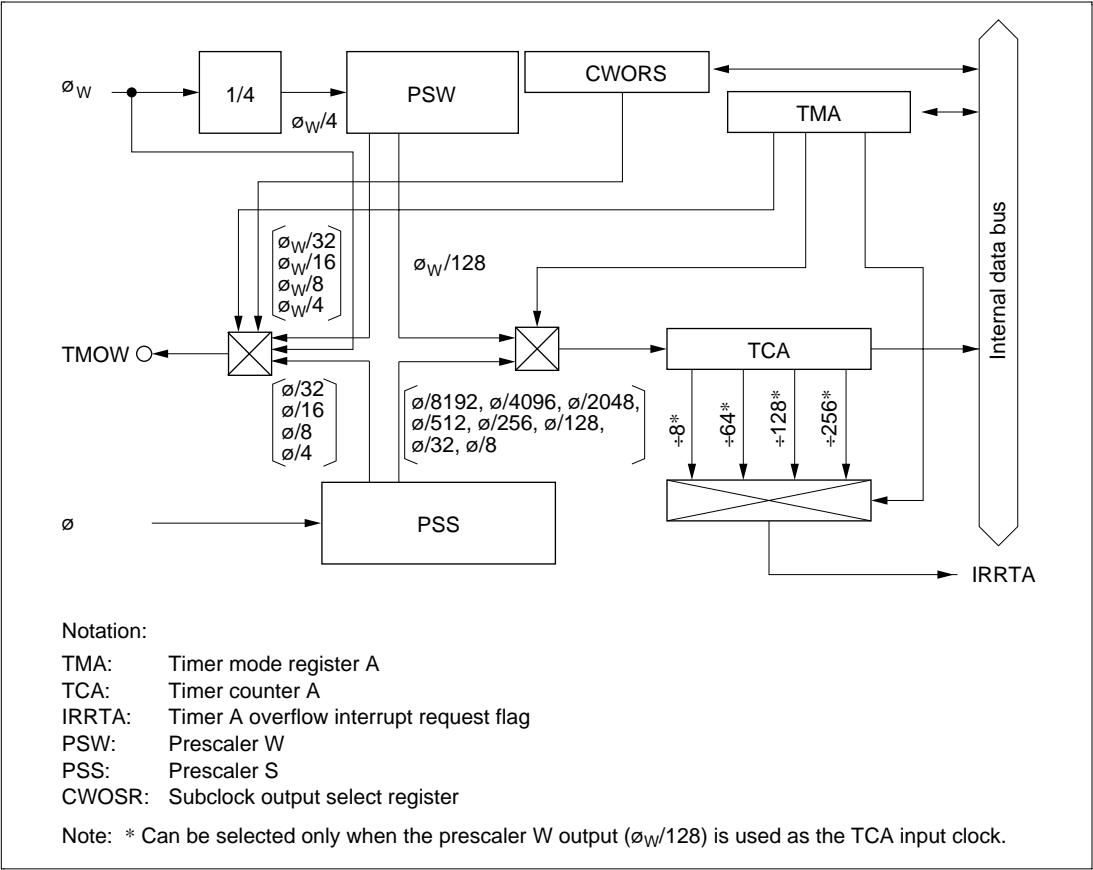 ø W 1/4 PSW CWORS
ø W/4 TMA
øW/32
øW/16
øW/8
øW/4
øW/128
Internal data bus
TMOW TCA
ø/32
ø/16
ø/8
ø/4
ø/8192, ø/4096, ø/2048,
ø/512, ø/256, ø/128,
ø/32, ø/8
÷8*
÷64*
÷128*
÷256*
ø PSS
IRRTA
Notation:
TMA: Timer mode register A
TCA: Timer counter A
IRRTA: Timer A overflow interrupt request flag
PSW: Prescaler W
PSS: Prescaler S
CWOSR: Subclock output select register
Note: * Can be selected only when the prescaler W output (øW/128) is used as the TCA input clock.